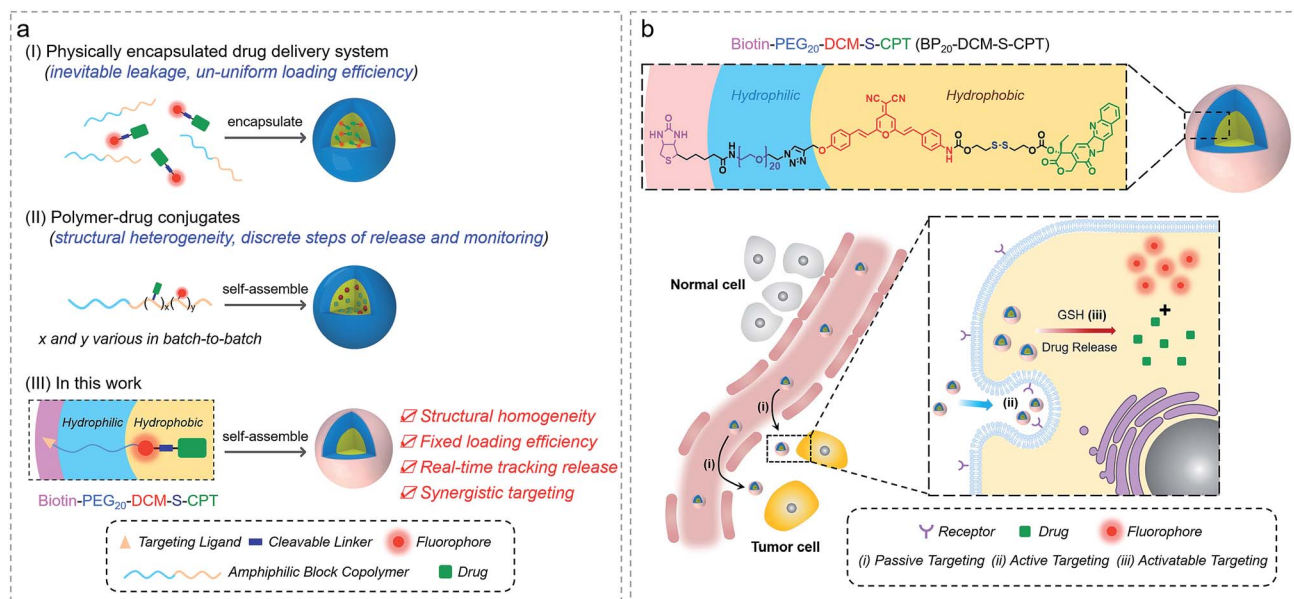 a
(I) Physically encapsulated drug delivery system
(inevitable leakage, un-uniform loading efficiency)
encapsulate
(II) Polymer-drug conjugates
(structural heterogeneity, discrete steps of release and monitoring)
self-assemble
( )x( )y
x and y various in batch-to-batch
(III) In this work
Hydrophilic
Hydrophobic
self-assemble
Structural homogeneity
Fixed loading efficiency
Real-time tracking release
Synergistic targeting
Biotin-PEG20-DCM-S-CPT
Targeting Ligand
Cleavable Linker
Fluorophore
Amphiphilic Block Copolymer
Drug
b
Biotin-PEG20-DCM-S-CPT (BP20-DCM-S-CPT)
Hydrophilic
Hydrophobic
NC CN
O
HN NH
S
O
H
N
O
20
N
N=N
O
O
N
H
O
O
S-S
O
O
O
O
O
O
N
N
Normal cell
(i)
(i)
Tumor cell
GSH (iii)
Drug Release
+
(ii)
Receptor
Drug
Fluorophore
(i) Passive Targeting (ii) Active Targeting (iii) Activatable Targeting